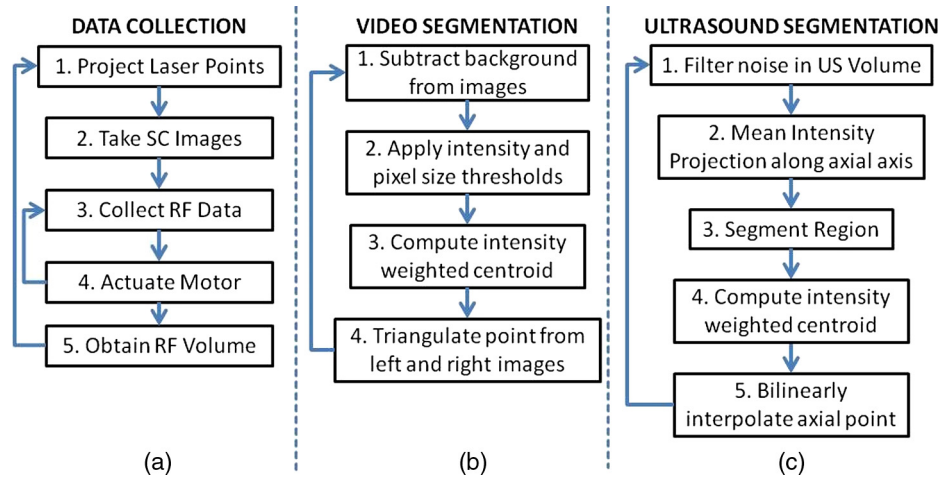 DATA COLLECTION
1. Project Laser Points
2. Take SC Images
3. Collect RF Data
4. Actuate Motor
5. Obtain RF Volume
(a)
VIDEO SEGMENTATION
1. Subtract background
from images
2. Apply intensity and
pixel size thresholds
3. Compute intensity
weighted centroid
4. Triangulate point from
left and right images
(b)
ULTRASOUND SEGMENTATION
1. Filter noise in US Volume
2. Mean Intensity
Projection along axial axis
3. Segment Region
4. Compute intensity
weighted centroid
5. Bilinearly
interpolate axial point
(c)